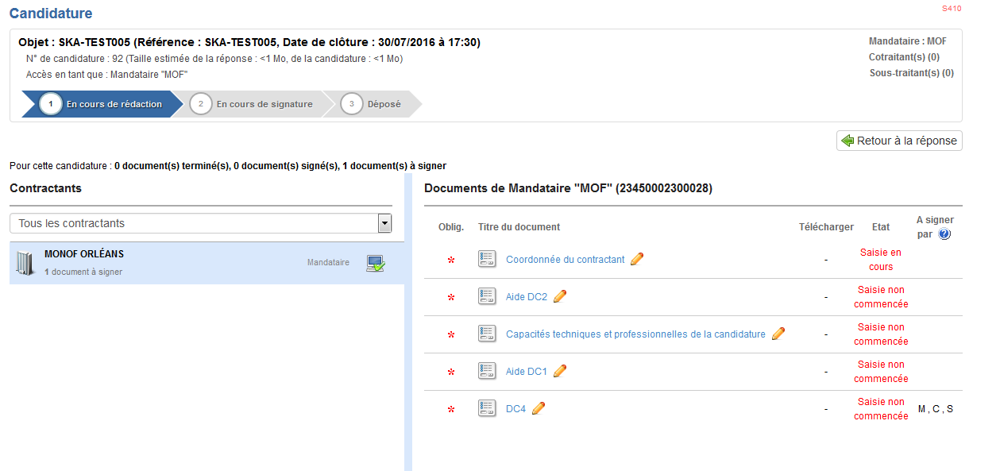 Candidature
S410
Objet : SKA-TEST005 (Référence : SKA-TEST005, Date de clôture : 30/07/2016 à 17:30)
N° de candidature : 92 (Taille estimée de la réponse : <1 Mo, de la candidature : <1 Mo)
Accès en tant que : Mandataire "MOF"
Mandataire : MOF
Cotraitant(s) (0)
Sous-traitant(s) (0)
1 En cours de rédaction 2 En cours de signature 3 Déposé
Retour à la réponse
Pour cette candidature : 0 document(s) terminé(s), 0 document(s) signé(s), 1 document(s) à signer
Contractants
Tous les contractants
MONOF ORLÉANS
1 document à signer
Mandataire
Documents de Mandataire "MOF" (23450002300028)
Oblig. Titre du document Télécharger Etat A signer
par ?
* Coordonnée du contractant - Saisie en
cours
* Aide DC2 - Saisie non
commencée
* Capacités techniques et professionnelles de la candidature - Saisie non
commencée
* Aide DC1 - Saisie non
commencée
* DC4 - Saisie non
commencée M , C , S